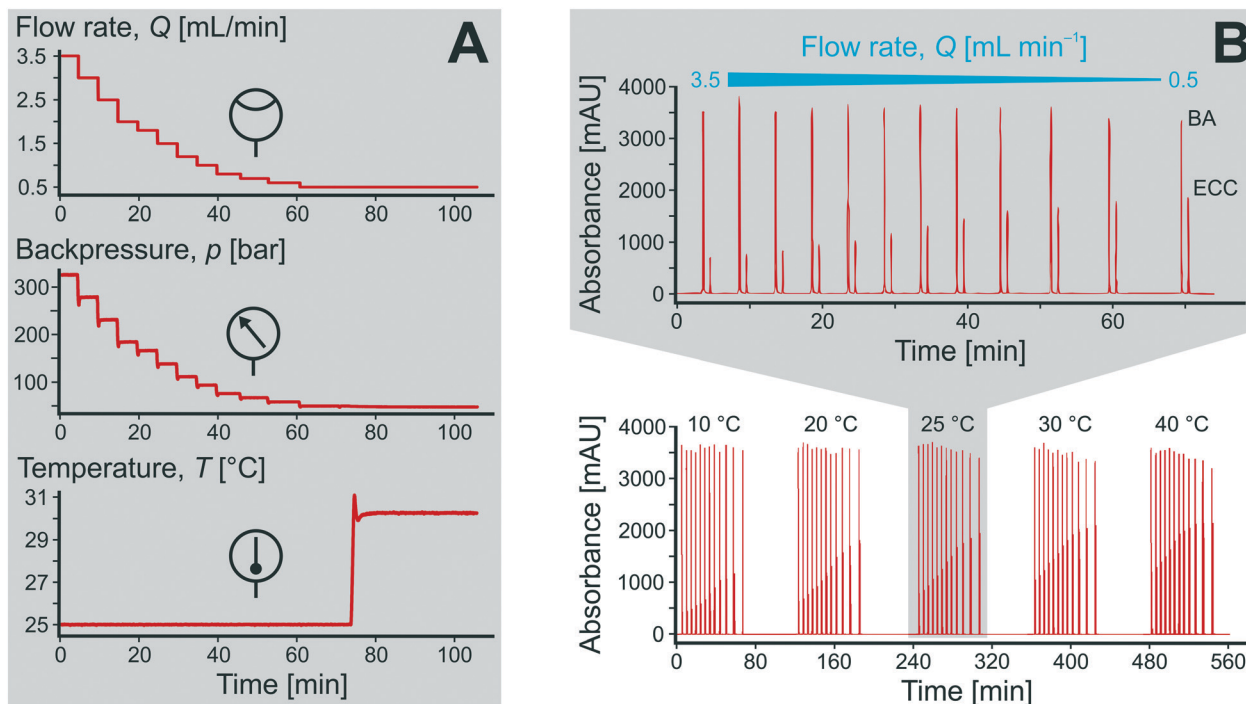 A
Flow rate, Q [mL/min]
3.5
2.5
1.5
0.5
0 20 40 60 80 100
Backpressure, p [bar]
300
200
100
0 20 40 60 80 100
Temperature, T [°C]
31
29
27
25
0 20 40 60 80 100
Time [min]
B
Flow rate, Q [mL min⁻¹]
3.5 0.5
Absorbance [mAU]
4000
3000
2000
1000
0
BA
ECC
0 20 40 60
Time [min]
10 °C 20 °C 25 °C 30 °C 40 °C
Absorbance [mAU]
4000
3000
2000
1000
0
0 80 160 240 320 400 480 560
Time [min]